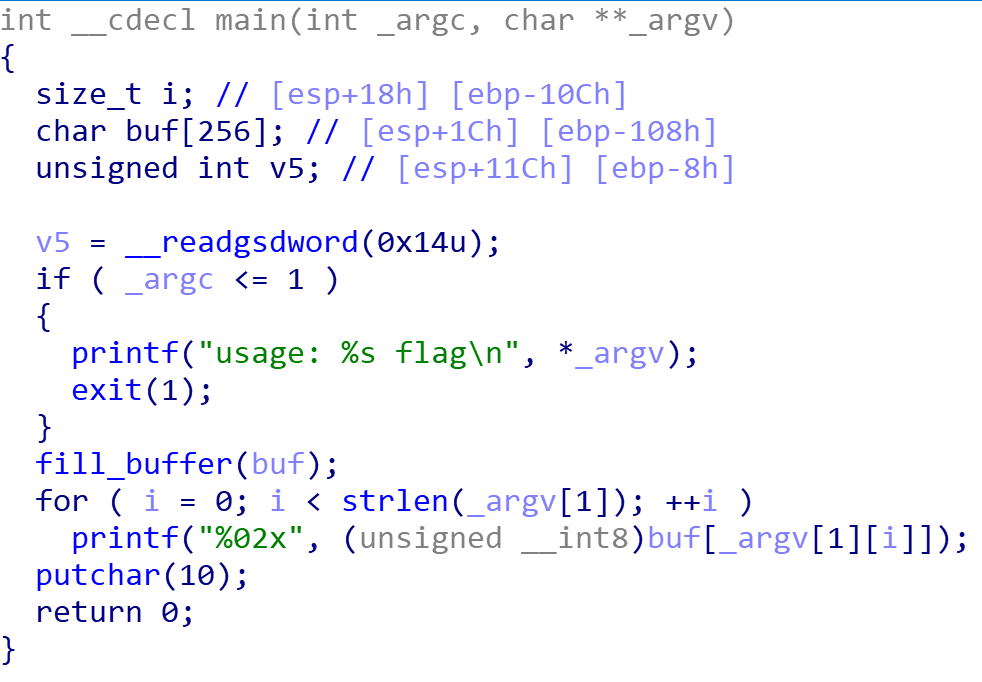 int __cdecl main(int _argc, char **_argv)
{
  size_t i; // [esp+18h] [ebp-10Ch]
  char buf[256]; // [esp+1Ch] [ebp-108h]
  unsigned int v5; // [esp+11Ch] [ebp-8h]

  v5 = __readgsdword(0x14u);
  if ( _argc <= 1 )
  {
    printf("usage: %s flag\n", *_argv);
    exit(1);
  }
  fill_buffer(buf);
  for ( i = 0; i < strlen(_argv[1]); ++i )
    printf("%02x", (unsigned __int8)buf[_argv[1][i]]);
  putchar(10);
  return 0;
}